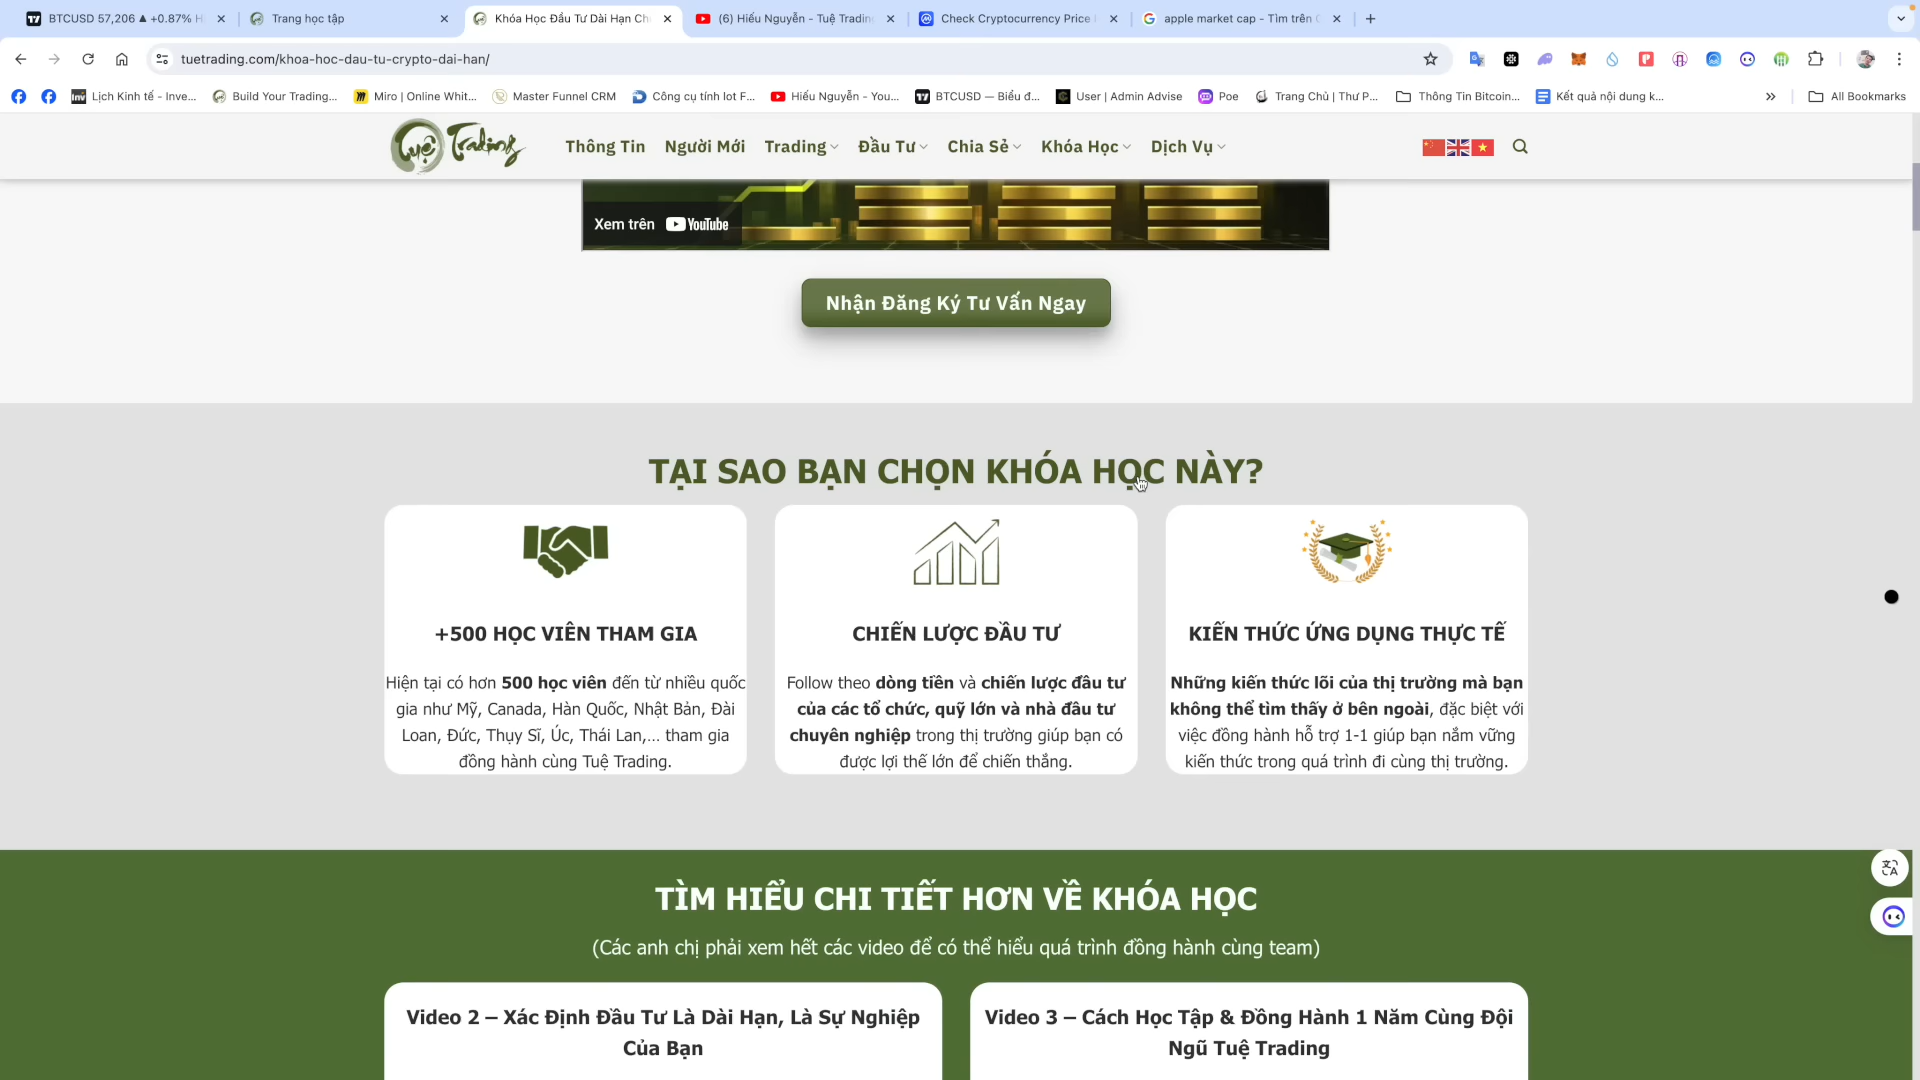 BTCUSD 57,206 ▲ +0.87%
Trang học tập
Khóa Học Đầu Tư Dài Hạn
(6) Hiếu Nguyễn - Tuệ Trading
Check Cryptocurrency Price
apple market cap - Tìm trên
tuetrading.com/khoa-hoc-dau-tu-crypto-dai-han/
Lịch Kinh tế - Inve...
Build Your Trading...
Miro | Online Whit...
Master Funnel CRM
Công cụ tính lot F...
Hiếu Nguyễn - You...
BTCUSD — Biểu đ...
User | Admin Advise
Poe
Trang Chủ | Thư P...
Thông Tin Bitcoin...
Kết quả nội dung k...
All Bookmarks
Tuệ Trading
Thông Tin
Người Mới
Trading
Đầu Tư
Chia Sẻ
Khóa Học
Dịch Vụ
Xem trên YouTube
Nhận Đăng Ký Tư Vấn Ngay
TẠI SAO BẠN CHỌN KHÓA HỌC NÀY?
+500 HỌC VIÊN THAM GIA
Hiện tại có hơn 500 học viên đến từ nhiều quốc
gia như Mỹ, Canada, Hàn Quốc, Nhật Bản, Đài
Loan, Đức, Thụy Sĩ, Úc, Thái Lan,... tham gia
đồng hành cùng Tuệ Trading.
CHIẾN LƯỢC ĐẦU TƯ
Follow theo dòng tiền và chiến lược đầu tư
của các tổ chức, quỹ lớn và nhà đầu tư
chuyên nghiệp trong thị trường giúp bạn có
được lợi thế lớn để chiến thắng.
KIẾN THỨC ỨNG DỤNG THỰC TẾ
Những kiến thức lõi của thị trường mà bạn
không thể tìm thấy ở bên ngoài, đặc biệt với
việc đồng hành hỗ trợ 1-1 giúp bạn nắm vững
kiến thức trong quá trình đi cùng thị trường.
TÌM HIỂU CHI TIẾT HƠN VỀ KHÓA HỌC
(Các anh chị phải xem hết các video để có thể hiểu quá trình đồng hành cùng team)
Video 2 – Xác Định Đầu Tư Là Dài Hạn, Là Sự Nghiệp
Của Bạn
Video 3 – Cách Học Tập & Đồng Hành 1 Năm Cùng Đội
Ngũ Tuệ Trading